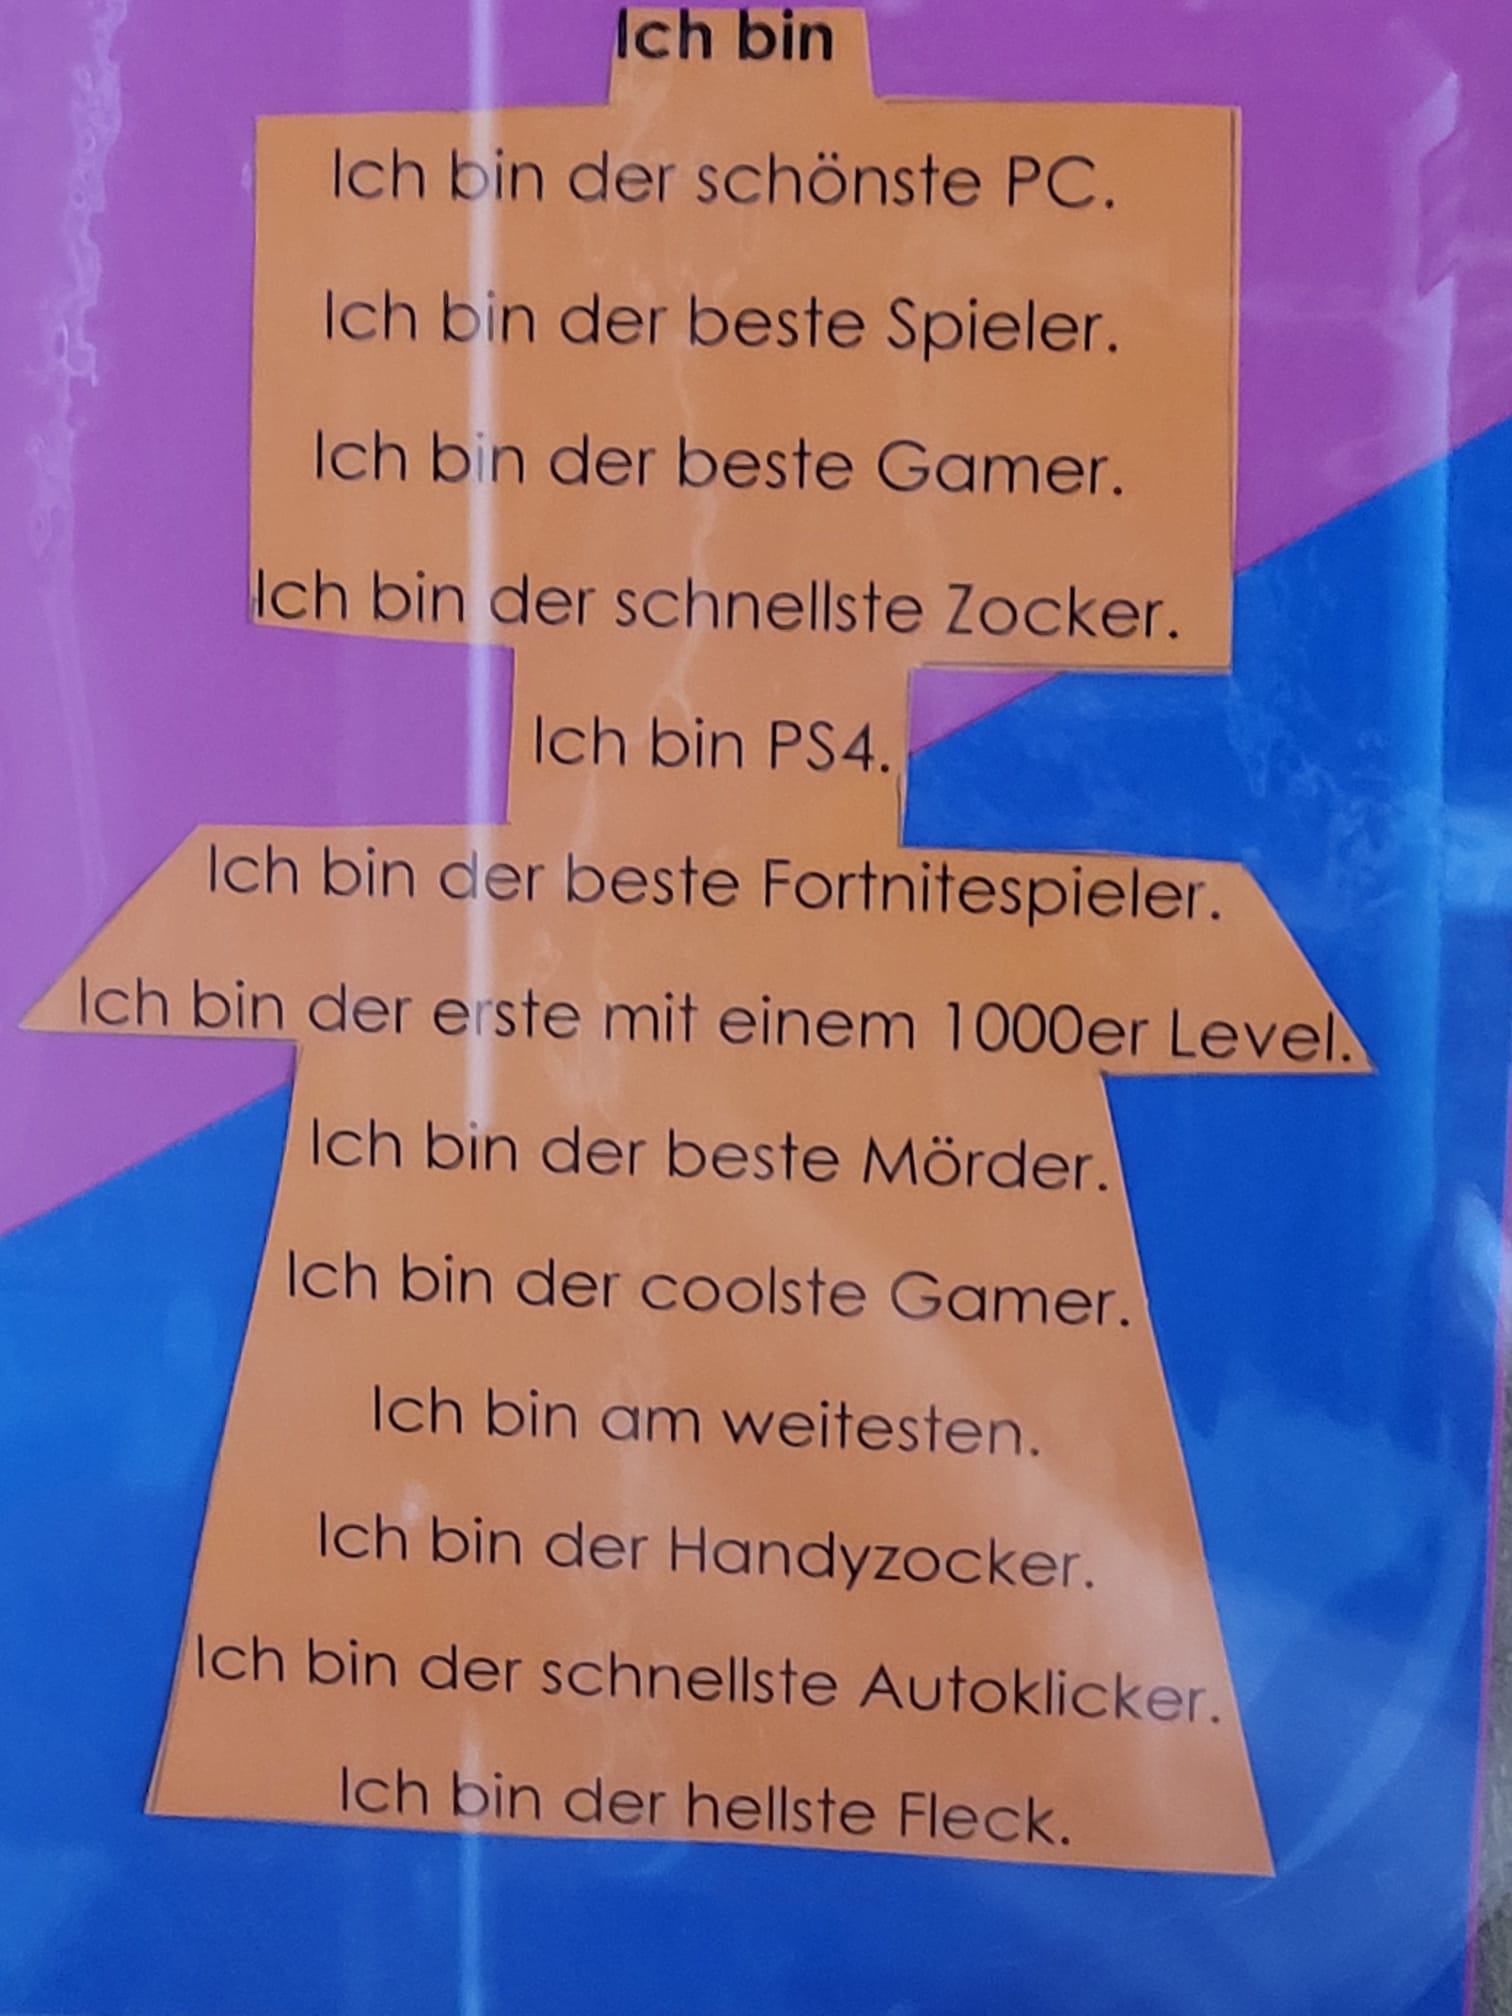 Ich bin
Ich bin der schönste PC.
Ich bin der beste Spieler.
Ich bin der beste Gamer.
Ich bin der schnellste Zocker.
Ich bin PS4.
Ich bin der beste Fortnitespieler.
Ich bin der erste mit einem 1000er Level.
Ich bin der beste Mörder.
Ich bin der coolste Gamer.
Ich bin am weitesten.
Ich bin der Handyzocker.
Ich bin der schnellste Autoklicker.
Ich bin der hellste Fleck.